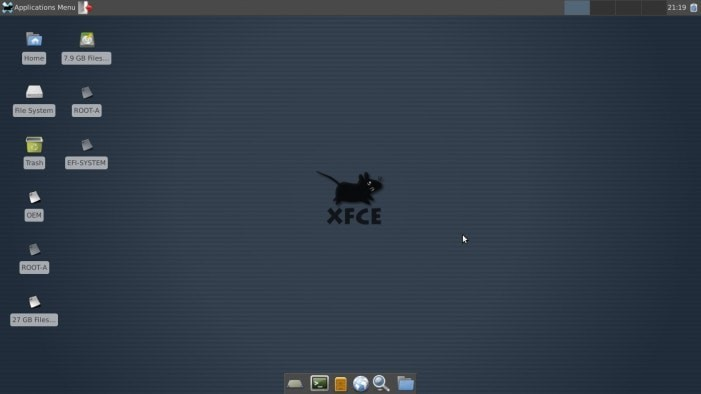 Applications Menu
21:19
Home
7.9 GB Files...
File System
ROOT-A
Trash
EFI-SYSTEM
OEM
ROOT-A
27 GB Files...
XFCE